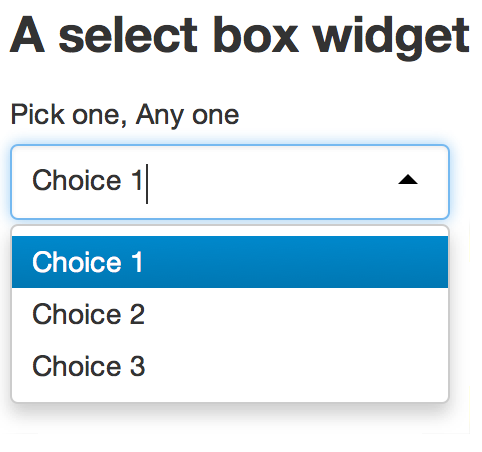 A select box widget
Pick one, Any one
Choice 1
Choice 1
Choice 2
Choice 3